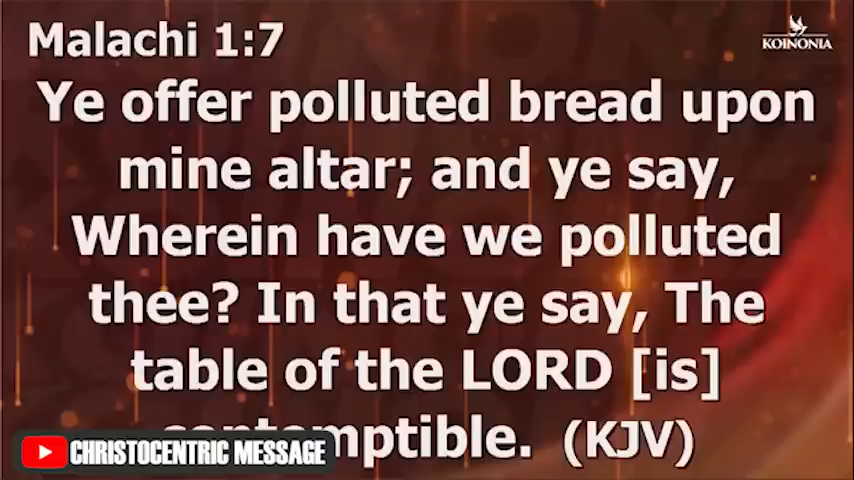 Malachi 1:7
KOINONIA
Ye offer polluted bread upon
mine altar; and ye say,
Wherein have we polluted
thee? In that ye say, The
table of the LORD [is]
contemptible. (KJV)
CHRISTOCENTRIC MESSAGE